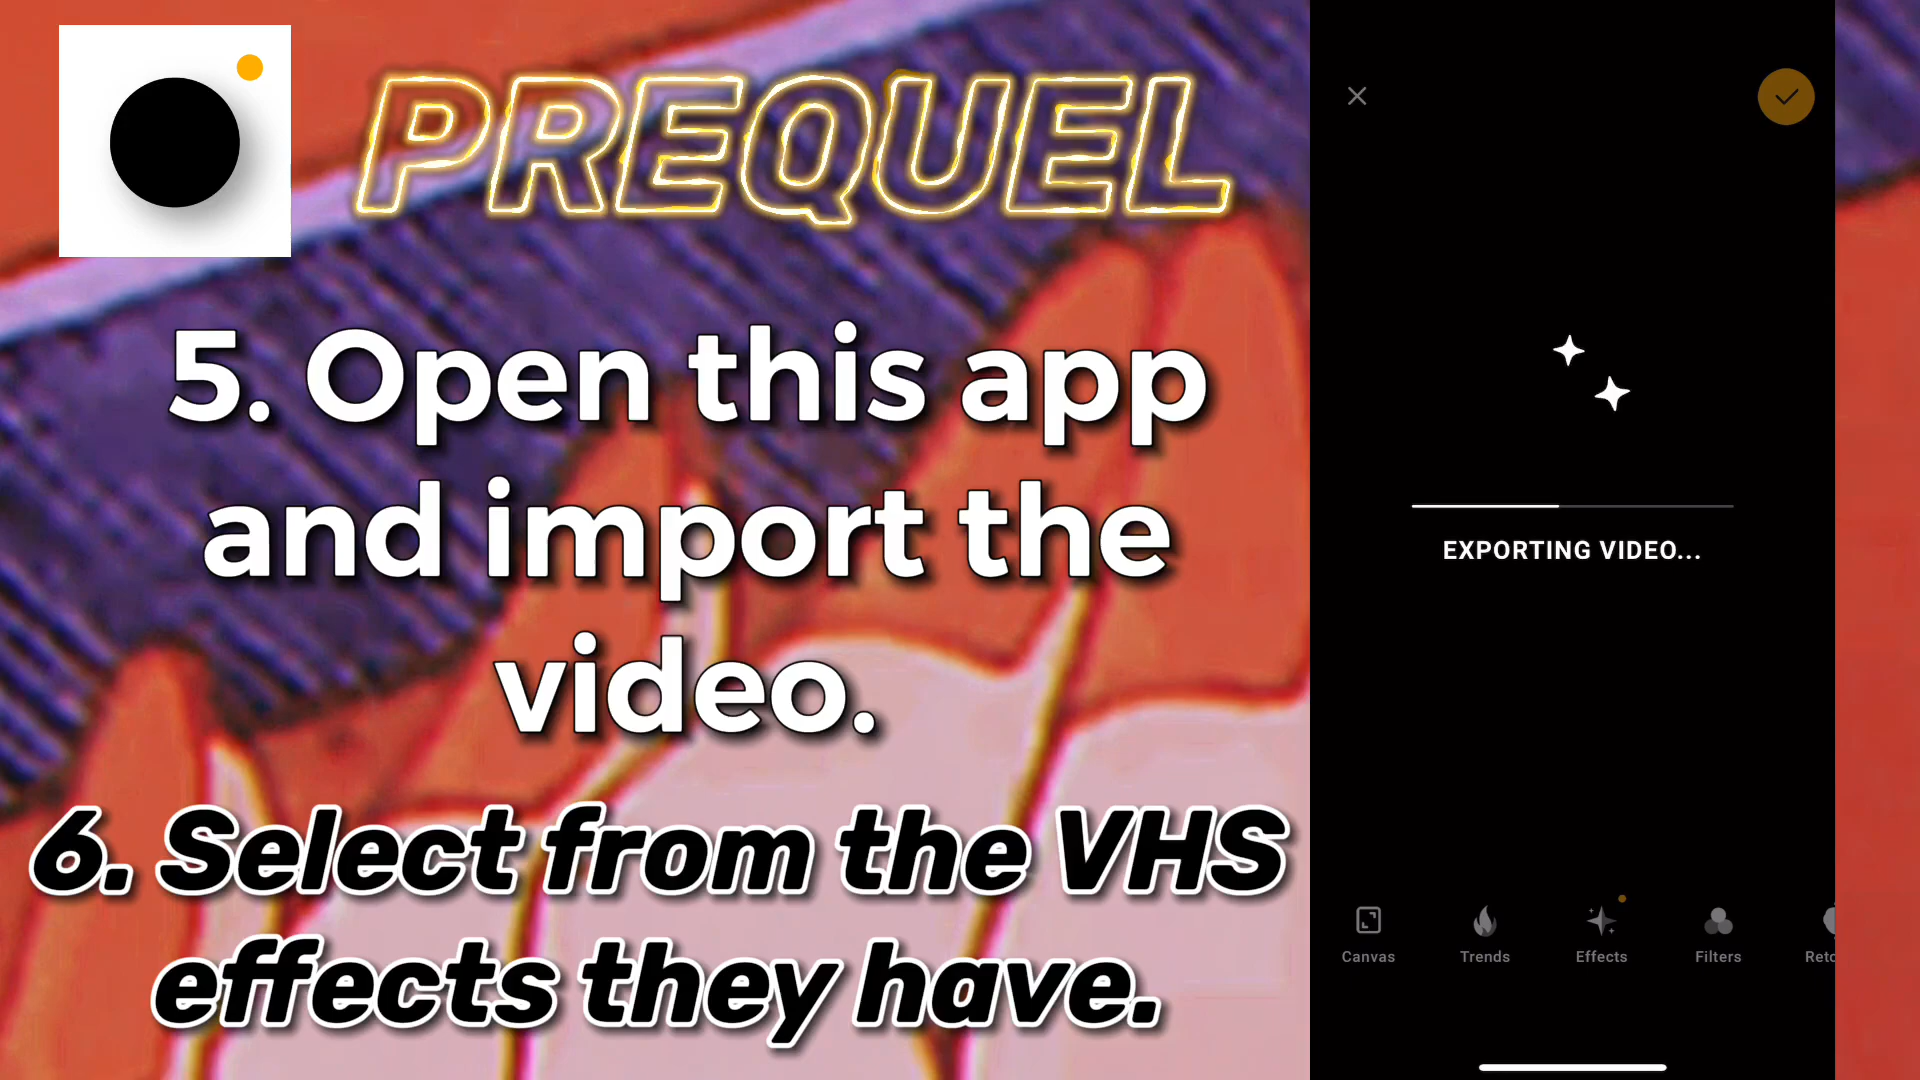 PREQUEL
5. Open this app
and import the
video.
6. Select from the VHS
effects they have.
EXPORTING VIDEO...
Canvas
Trends
Effects
Filters
Reto